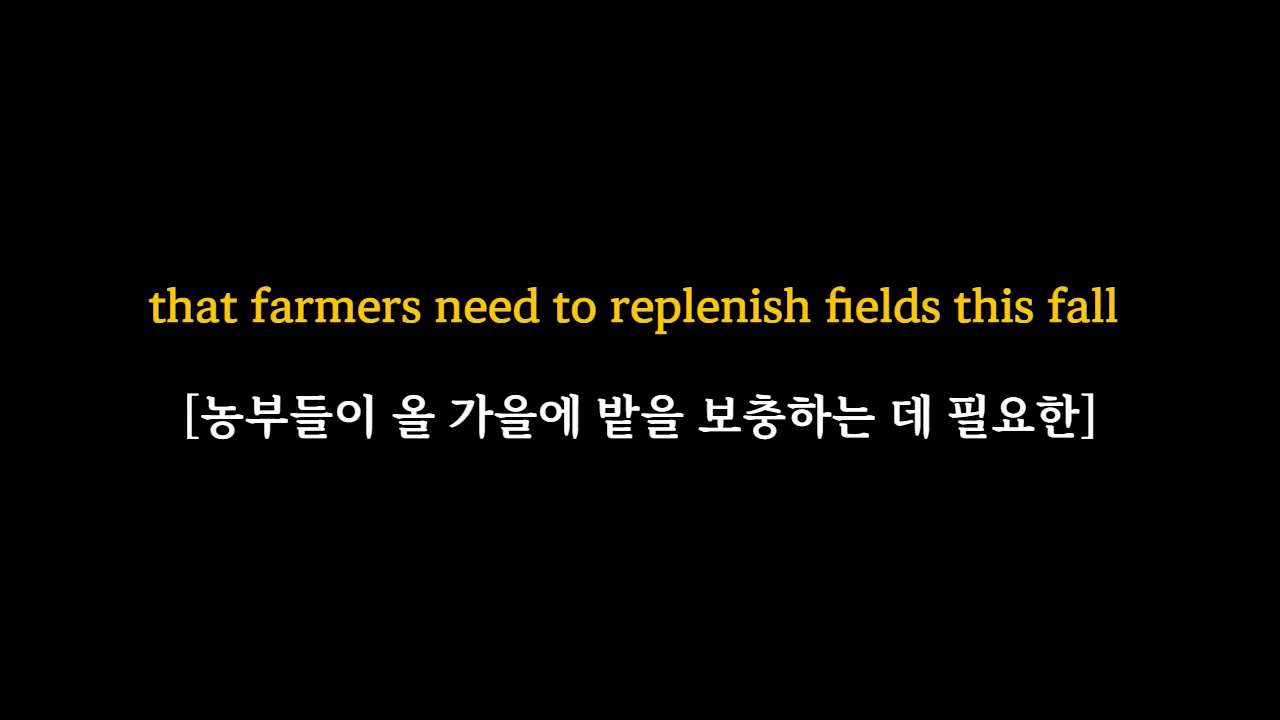 that farmers need to replenish fields this fall
[농부들이 올 가을에 밭을 보충하는 데 필요한]